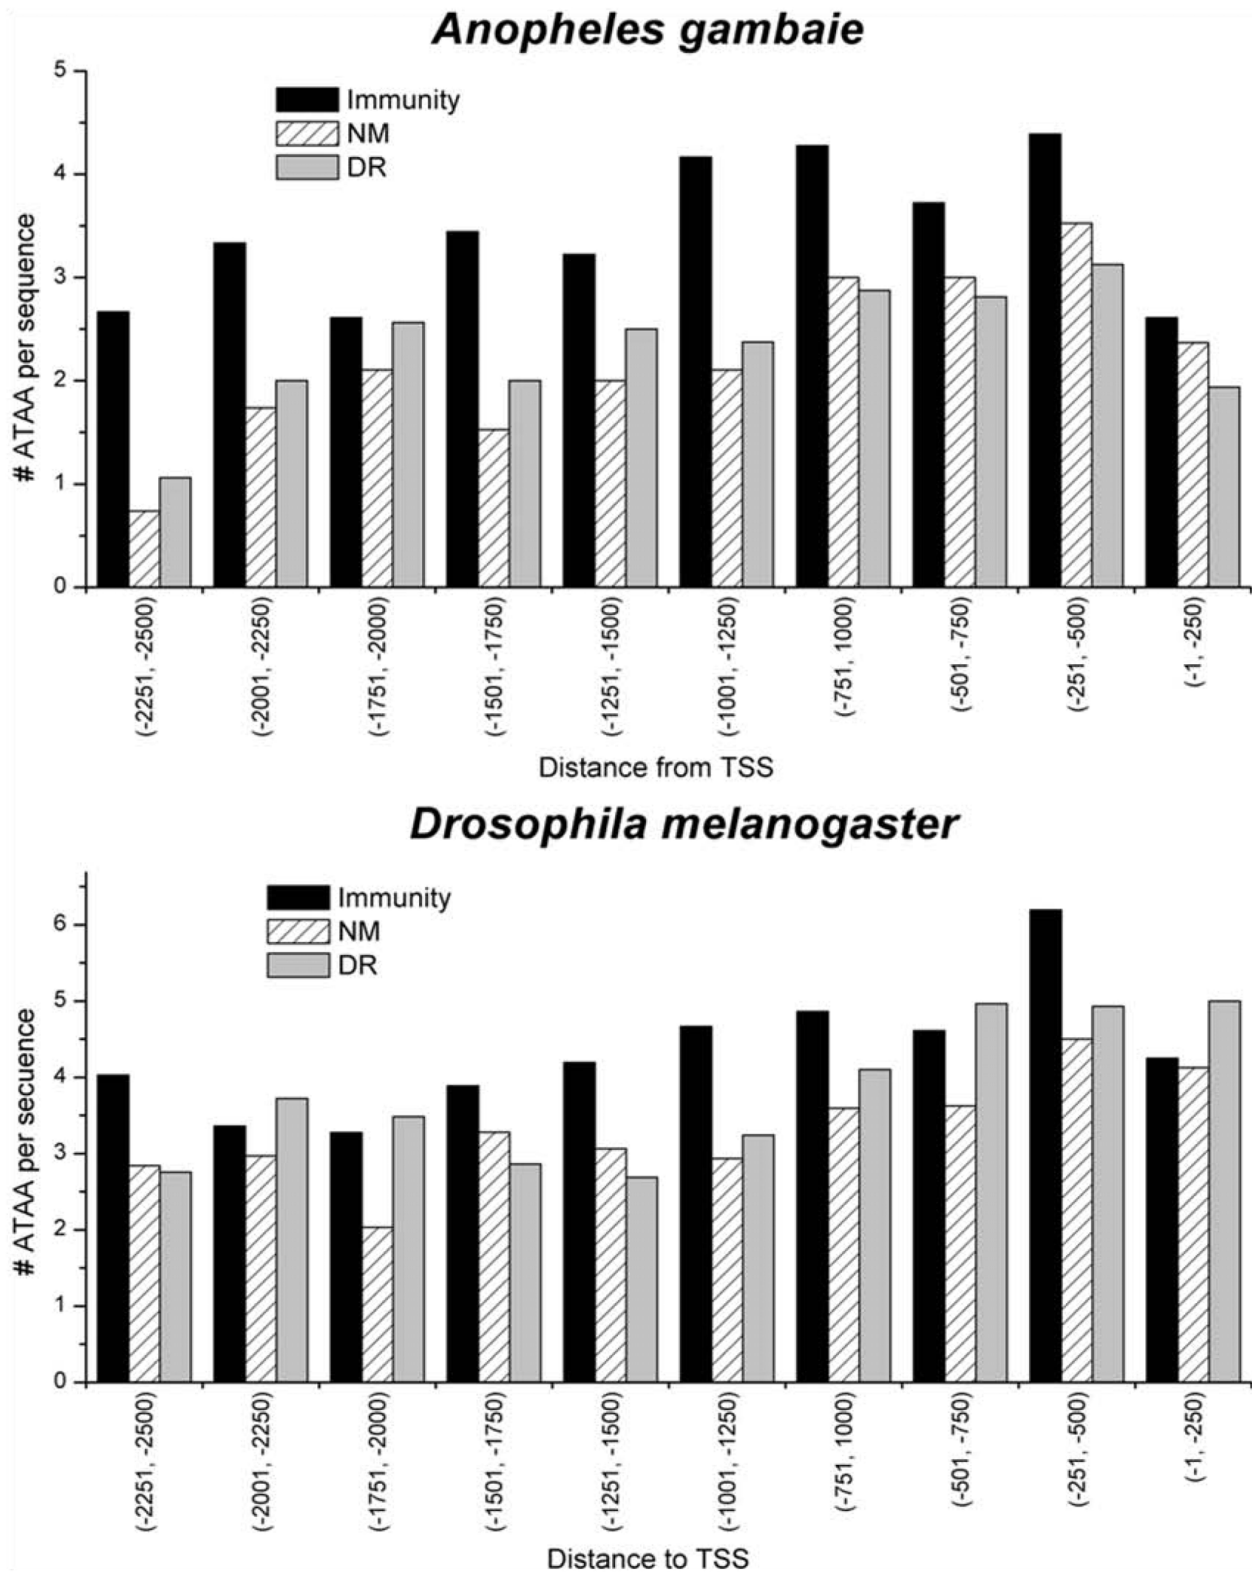 Anopheles gambaie
5
4
3
2
1
0
# ATAA per sequence
Immunity
NM
DR
(-2251, -2500)
(-2001, -2250)
(-1751, -2000)
(-1501, -1750)
(-1251, -1500)
(-1001, -1250)
(-751, 1000)
(-501, -750)
(-251, -500)
(-1, -250)
Distance from TSS
Drosophila melanogaster
6
5
4
3
2
1
0
# ATAA per secuence
Immunity
NM
DR
(-2251, -2500)
(-2001, -2250)
(-1751, -2000)
(-1501, -1750)
(-1251, -1500)
(-1001, -1250)
(-751, 1000)
(-501, -750)
(-251, -500)
(-1, -250)
Distance to TSS